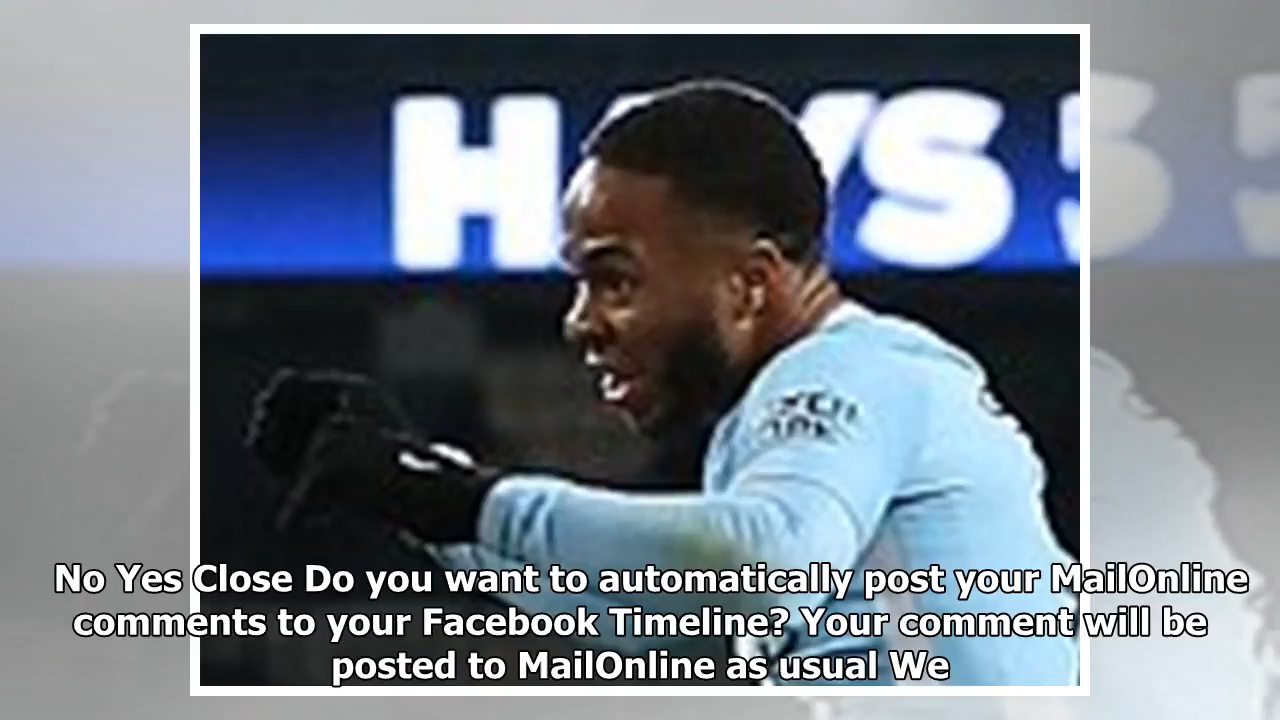 HAYS
No Yes Close Do you want to automatically post your MailOnline
comments to your Facebook Timeline? Your comment will be
posted to MailOnline as usual We